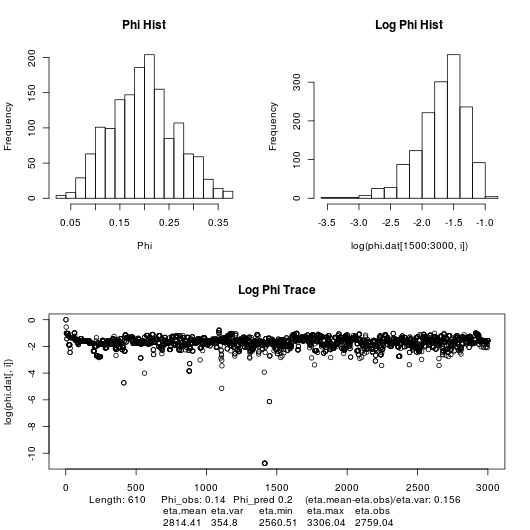 Phi Hist
Log Phi Hist
Frequency
0 50 100 150 200
0.05 0.15 0.25 0.35
Phi
Frequency
0 100 200 300
-3.5 -3.0 -2.5 -2.0 -1.5 -1.0
log(phi.dat[1500:3000, i])
Log Phi Trace
log(phi.dat[, i])
0 -2 -4 -6 -8 -10
0 500 1000 1500 2000 2500 3000
Length: 610 Phi_obs: 0.14 Phi_pred 0.2 (eta.mean-eta.obs)/eta.var: 0.156
eta.mean eta.var eta.min eta.max eta.obs
2814.41 354.8 2560.51 3306.04 2759.04